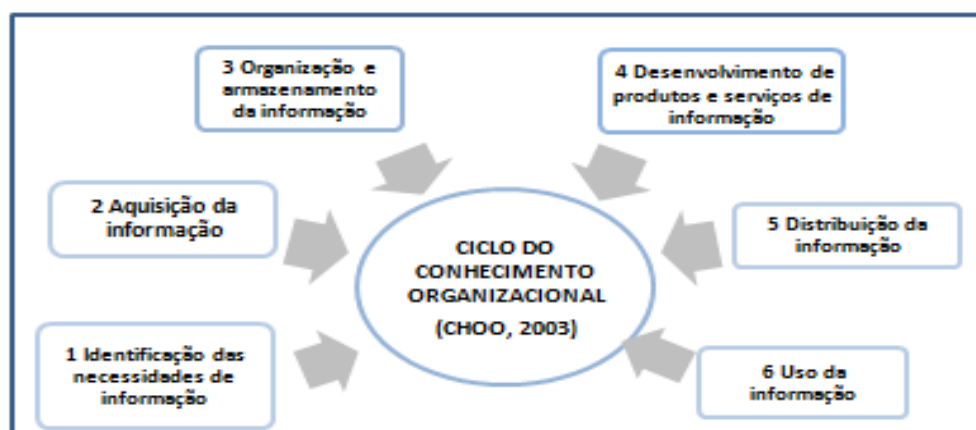 3 Organização e
armazenamento
da informação
4 Desenvolvimento de
produtos e serviços de
informação
2 Aquisição da
informação
5 Distribuição da
informação
CICLO DO
CONHECIMENTO
ORGANIZACIONAL
(CHOO, 2003)
1 Identificação das
necessidades de
informação
6 Uso da
informação